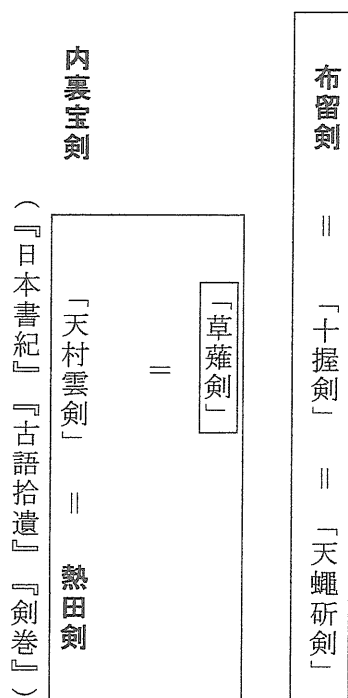 布留剣 = 「十握剣」 = 「天蠅斫剣」
「草薙剣」
=
内裏宝剣 「天村雲剣」 = 熱田剣
(『日本書紀』 『古語拾遺』 『剣巻』)